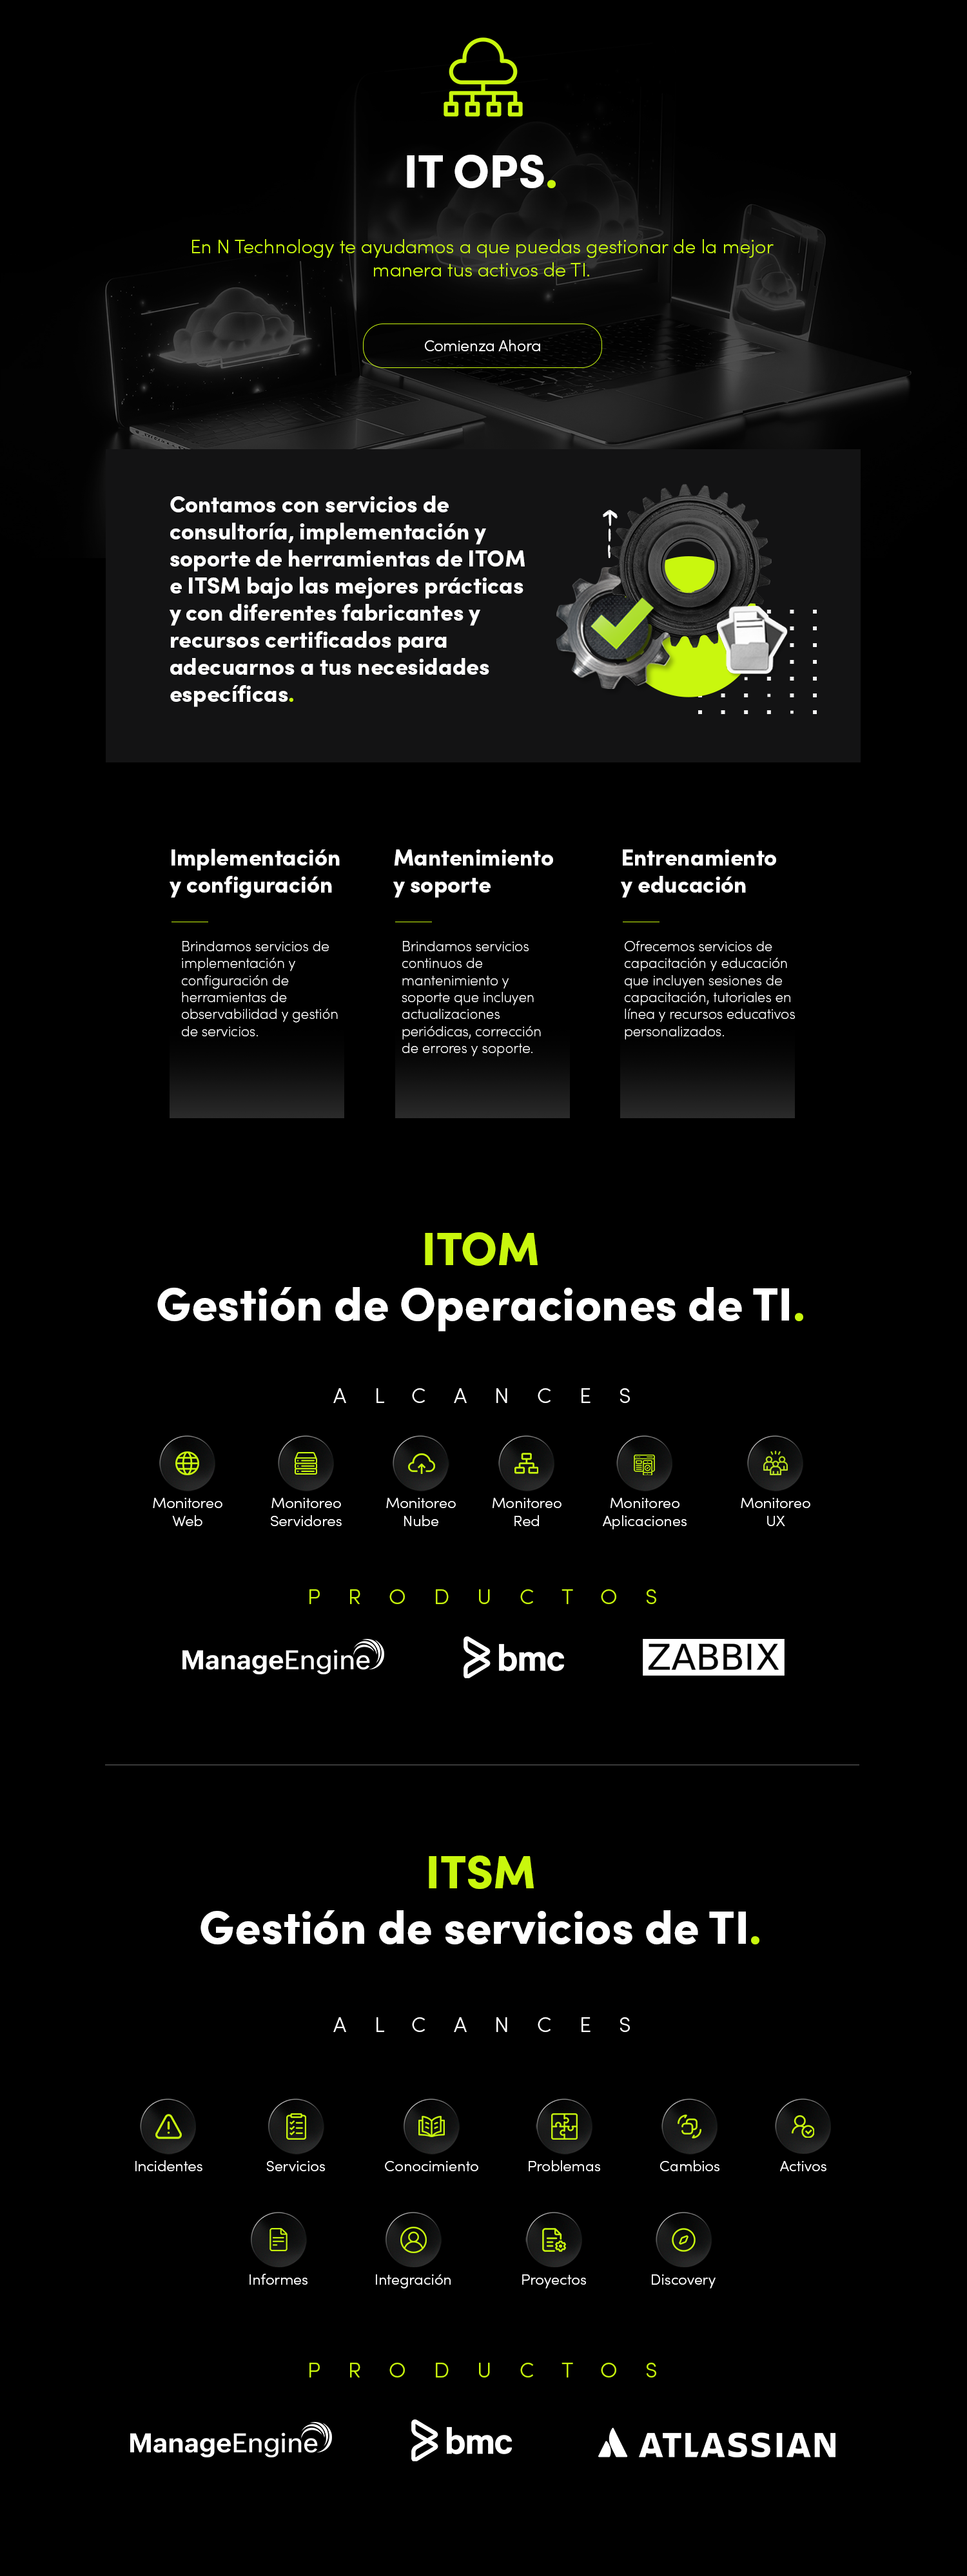 IT OPS.
En N Technology te ayudamos a que puedas gestionar de la mejor
manera tus activos de TI.
Comienza Ahora
Contamos con servicios de
consultoría, implementación y
soporte de herramientas de ITOM
e ITSM bajo las mejores prácticas
y con diferentes fabricantes y
recursos certificados para
adecuarnos a tus necesidades
específicas.
Implementación
y configuración
Brindamos servicios de
implementación y
configuración de
herramientas de
observabilidad y gestión
de servicios.
Mantenimiento
y soporte
Brindamos servicios
continuos de
mantenimiento y
soporte que incluyen
actualizaciones
periódicas, corrección
de errores y soporte.
Entrenamiento
y educación
Ofrecemos servicios de
capacitación y educación
que incluyen sesiones de
capacitación, tutoriales en
línea y recursos educativos
personalizados.
ITOM
Gestión de Operaciones de TI.
ALCANCES
Monitoreo
Web
Monitoreo
Servidores
Monitoreo
Nube
Monitoreo
Red
Monitoreo
Aplicaciones
Monitoreo
UX
PRODUCTOS
ManageEngine
bmc
ZABBIX
ITSM
Gestión de servicios de TI.
ALCANCES
Incidentes
Servicios
Conocimiento
Problemas
Cambios
Activos
Informes
Integración
Proyectos
Discovery
PRODUCTOS
ManageEngine
bmc
ATLASSIAN